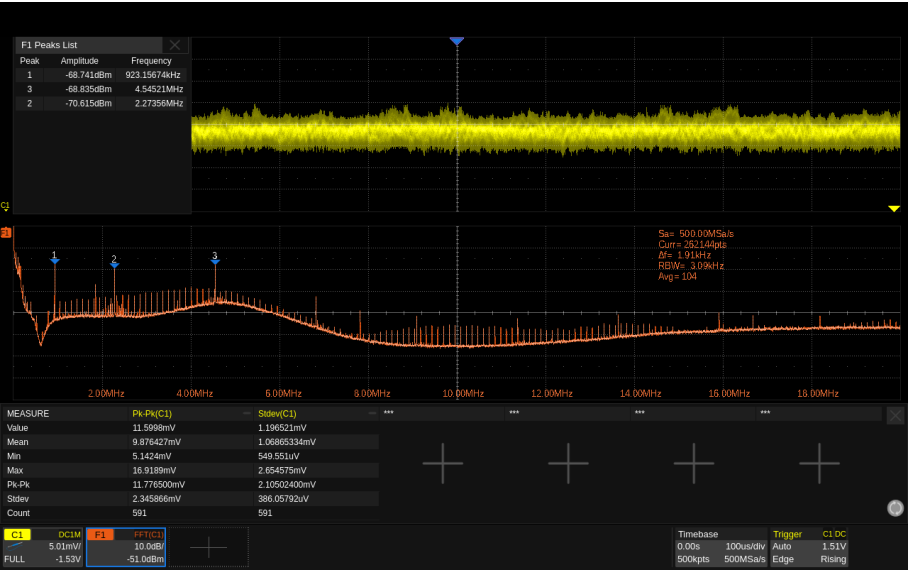 F1 Peaks List
Peak Amplitude Frequency
1 -68.741dBm 923.15674kHz
3 -68.835dBm 4.54521MHz
2 -70.615dBm 2.27356MHz
C1
F1
1 2 3
Sa= 500.00MSa/s
Curr= 262144pts
Δf= 1.91kHz
RBW= 3.09kHz
Avg= 104
2.00MHz 4.00MHz 6.00MHz 8.00MHz 10.00MHz 12.00MHz 14.00MHz 16.00MHz 18.00MHz
MEASURE Pk-Pk(C1) Stdev(C1) *** *** *** ***
Value 11.5998mV 1.196521mV
Mean 9.876427mV 1.06865334mV
Min 5.1424mV 549.551uV
Max 16.9189mV 2.654575mV
Pk-Pk 11.776500mV 2.10502400mV
Stdev 2.345866mV 386.05792uV
Count 591 591
C1 DC1M F1 FFT(C1) Timebase Trigger C1 DC
5.01mV/ 10.0dB/ 0.00s 100us/div Auto 1.51V
FULL -1.53V -51.0dBm 500kpts 500MSa/s Edge Rising